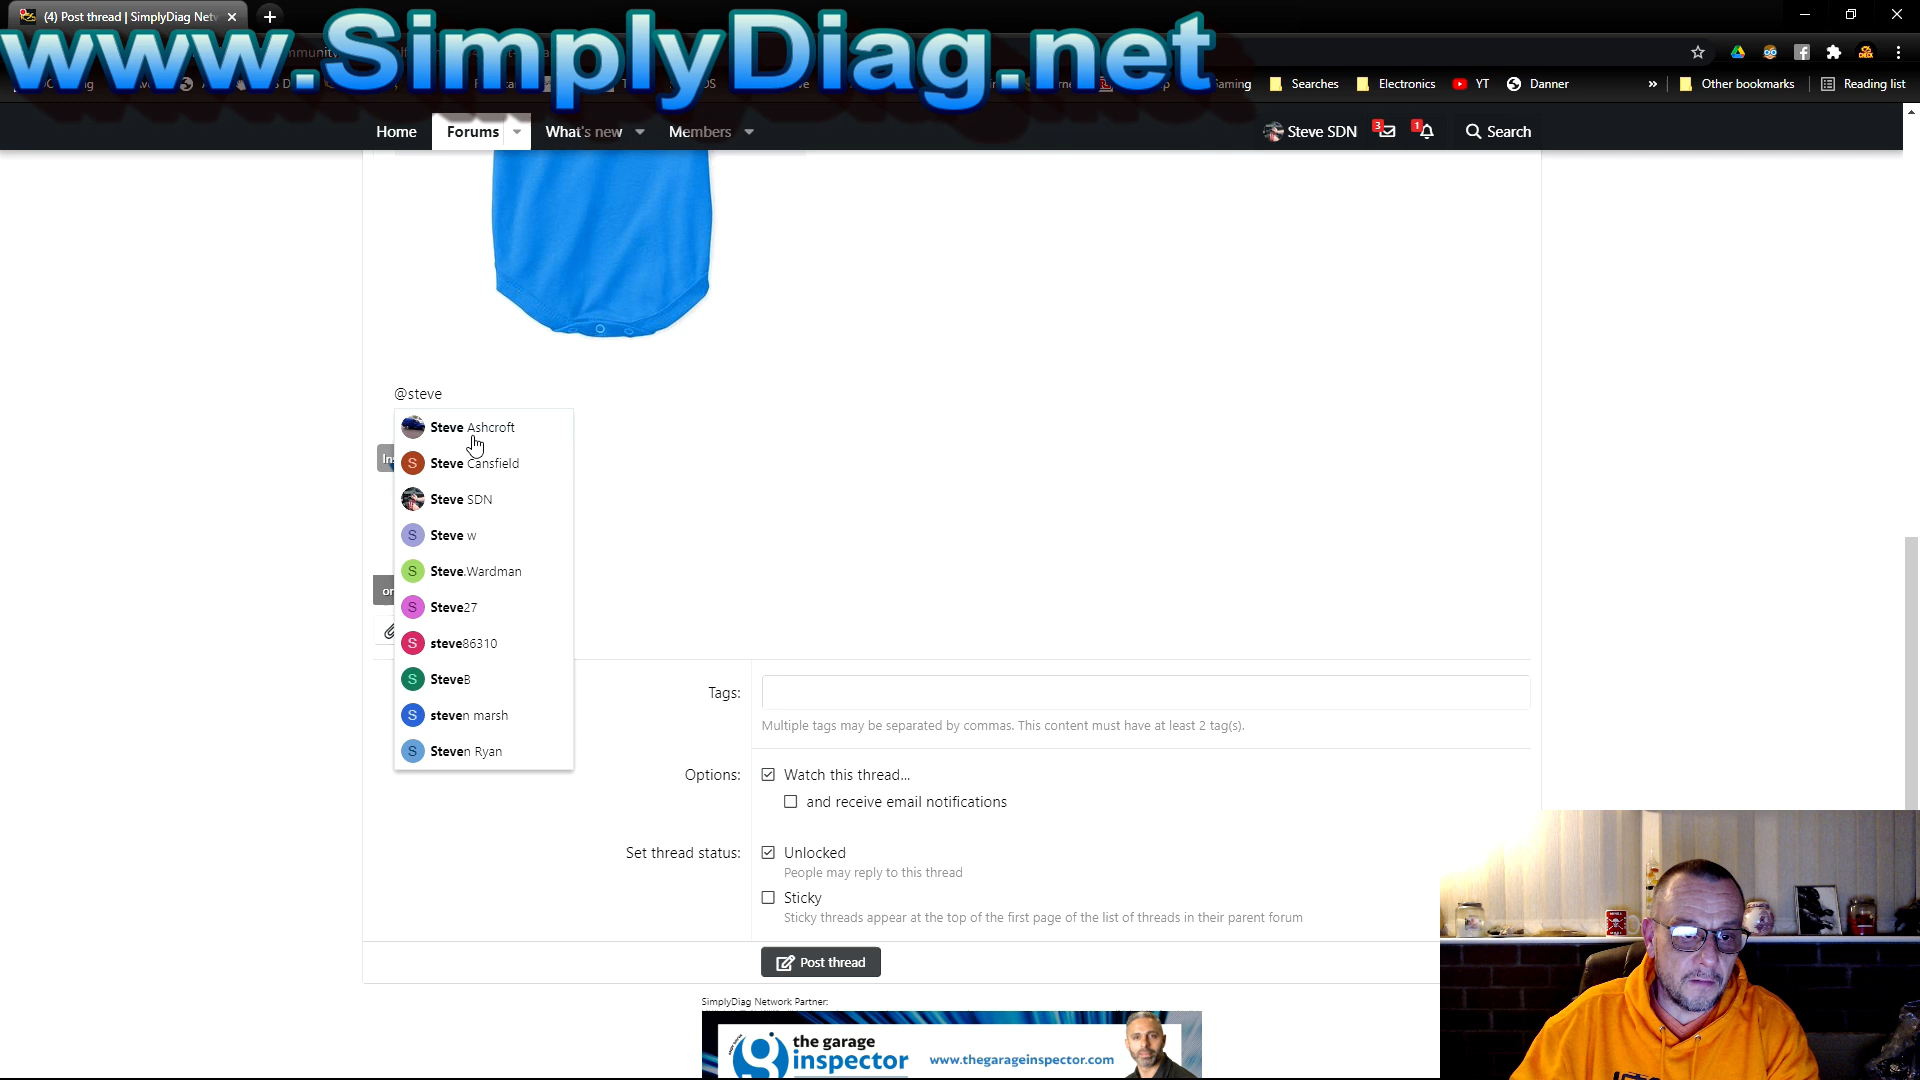 (4) Post thread | SimplyDiag Net
www.SimplyDiag.net
Searches
Electronics
YT
Danner
»
Other bookmarks
Reading list
Home
Forums
What's new
Members
Steve SDN
3
1
Search
@steve
Steve Ashcroft
Steve Cansfield
Steve SDN
Steve w
Steve.Wardman
Steve27
steve86310
SteveB
steven marsh
Steven Ryan
Tags:
Multiple tags may be separated by commas. This content must have at least 2 tag(s).
Options:
Watch this thread...
and receive email notifications
Set thread status:
Unlocked
People may reply to this thread
Sticky
Sticky threads appear at the top of the first page of the list of threads in their parent forum
Post thread
SimplyDiag Network Partner:
the garage
inspector
www.thegarageinspector.com